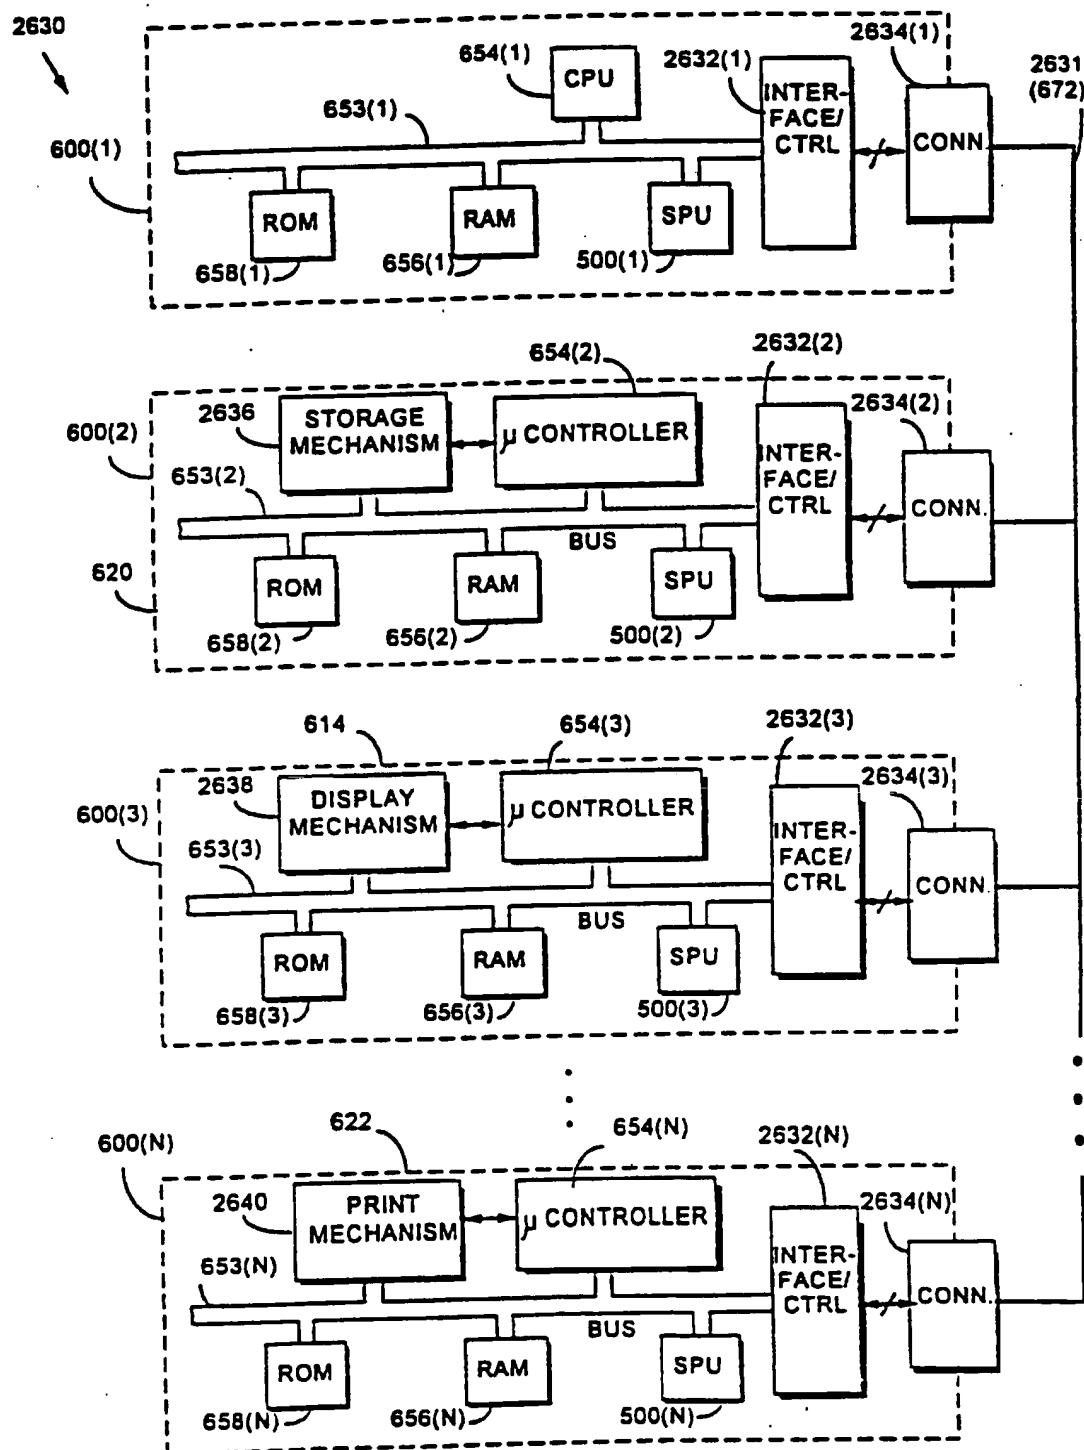 2630
2634(1)
654(1)
2632(1)
2631
(672)
CPU
INTER-
FACE/
CTRL
653(1)
CONN.
600(1)
ROM
RAM
SPU
658(1)
656(1)
500(1)
654(2)
2632(2)
2634(2)
2636
STORAGE
MECHANISM
μ CONTROLLER
600(2)
INTER-
FACE/
CTRL
653(2)
CONN.
BUS
620
ROM
RAM
SPU
658(2)
656(2)
500(2)
614
654(3)
2632(3)
2634(3)
2638
DISPLAY
MECHANISM
μ CONTROLLER
600(3)
INTER-
FACE/
CTRL
653(3)
CONN.
BUS
ROM
RAM
SPU
658(3)
656(3)
500(3)
622
654(N)
2632(N)
600(N)
2634(N)
2640
PRINT
MECHANISM
μ CONTROLLER
INTER-
FACE/
CTRL
653(N)
CONN.
BUS
ROM
RAM
SPU
658(N)
656(N)
500(N)